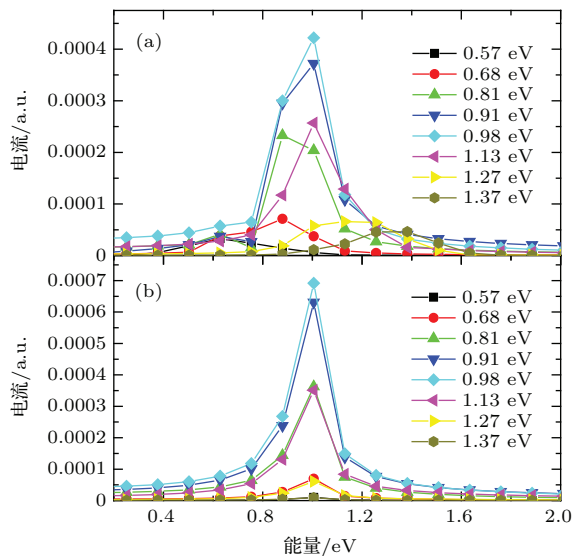 (a)
0.0004
0.0003
0.0002
0.0001
0
电流/a.u.
0.57 eV
0.68 eV
0.81 eV
0.91 eV
0.98 eV
1.13 eV
1.27 eV
1.37 eV
(b)
0.0007
0.0006
0.0005
0.0004
0.0003
0.0002
0.0001
0
电流/a.u.
0.57 eV
0.68 eV
0.81 eV
0.91 eV
0.98 eV
1.13 eV
1.27 eV
1.37 eV
0.4 0.8 1.2 1.6 2.0
能量/eV